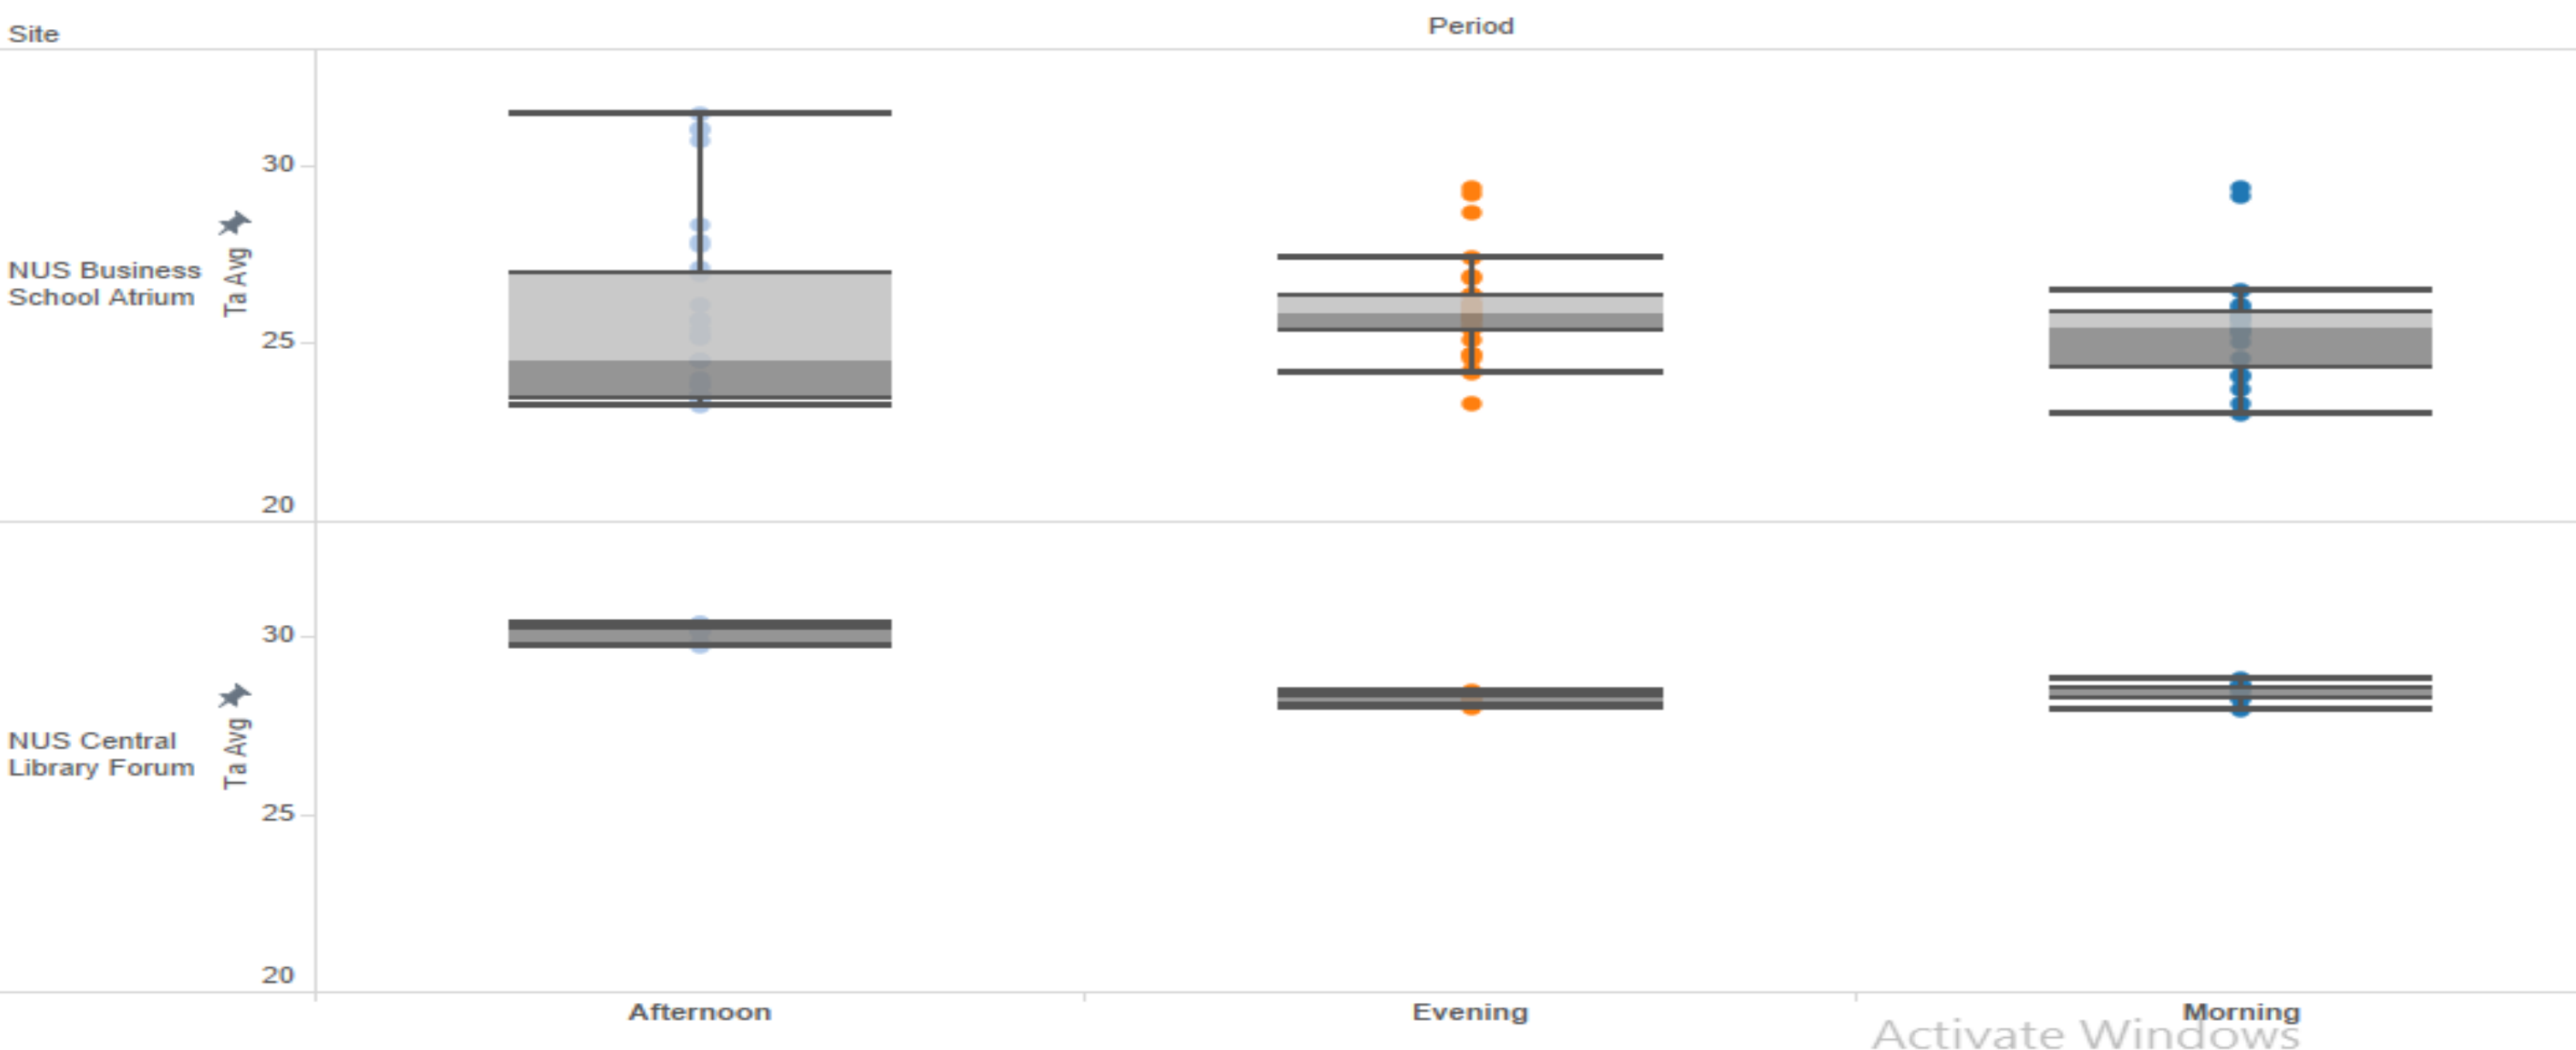 Site
Period
30
25
20
NUS Business
School Atrium
Ta Avg
30
25
20
NUS Central
Library Forum
Ta Avg
Afternoon
Evening
Morning
Activate Windows